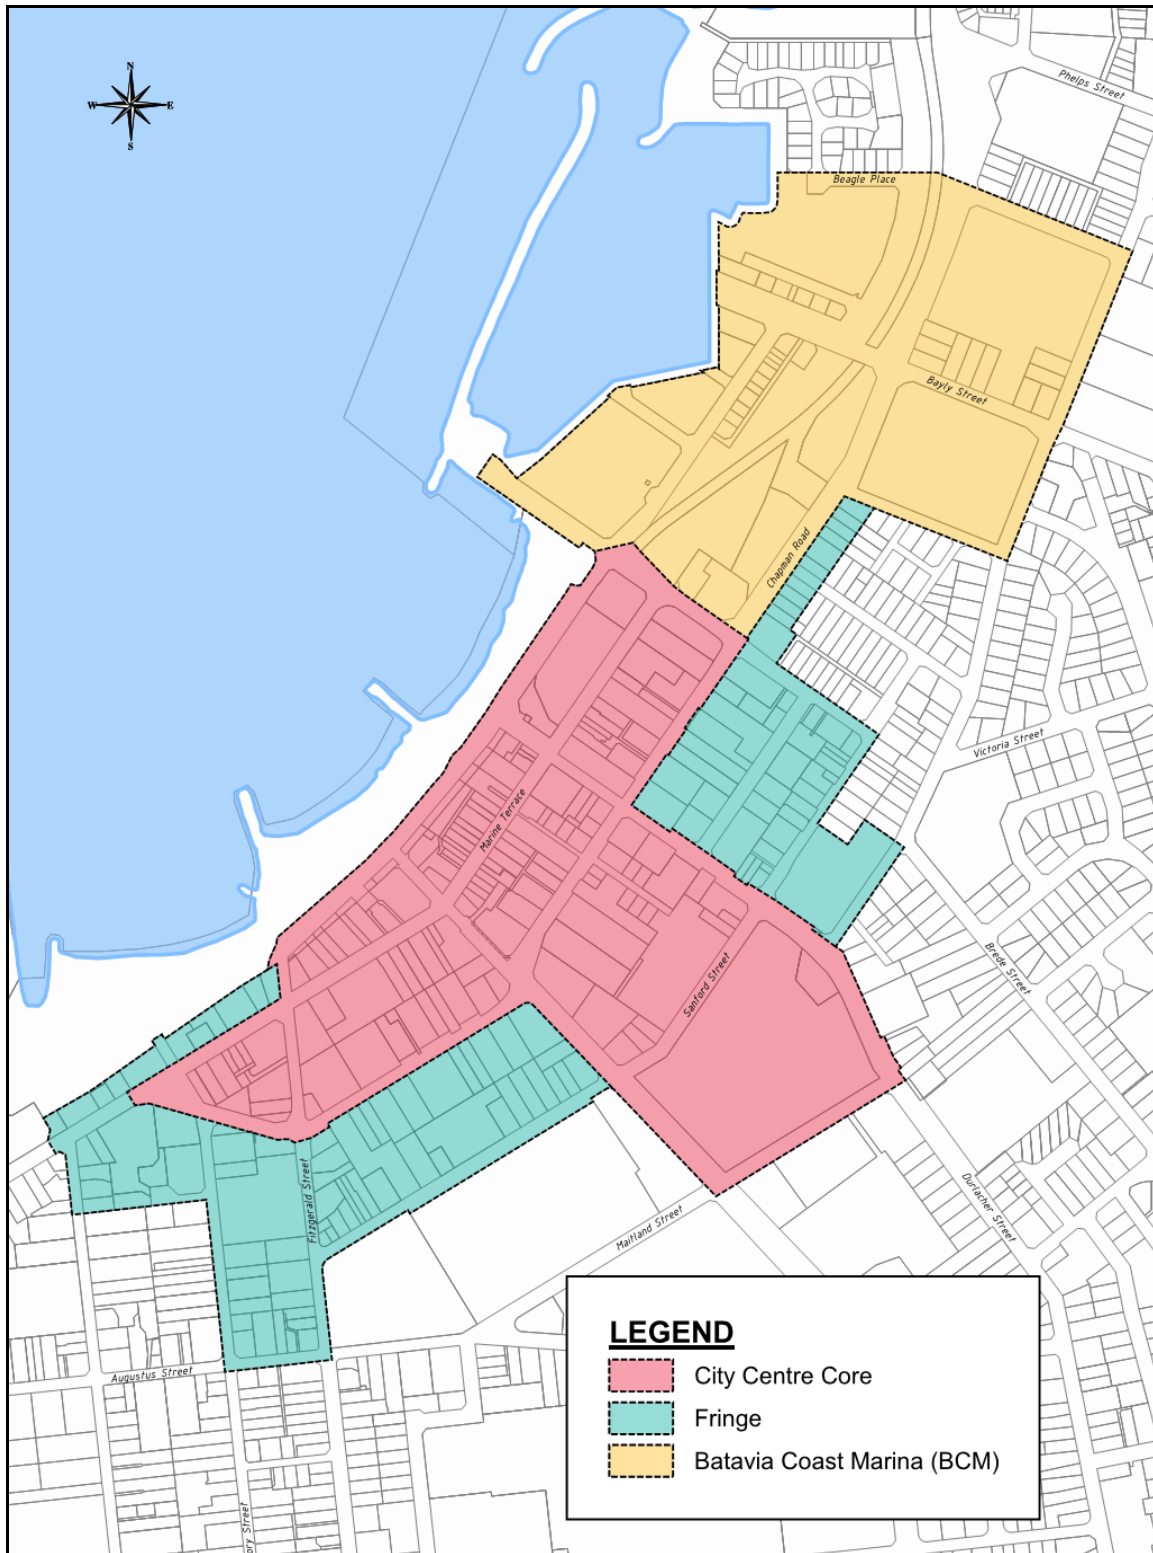 N
W
E
S
Phelps Street
Beagle Place
Bayly Street
Chapman Road
Victoria Street
Marine Terrace
Sanford Street
Brede Street
Fitzgerald Street
Durlacher Street
Maitland Street
Augustus Street
Street
LEGEND
City Centre Core
Fringe
Batavia Coast Marina (BCM)